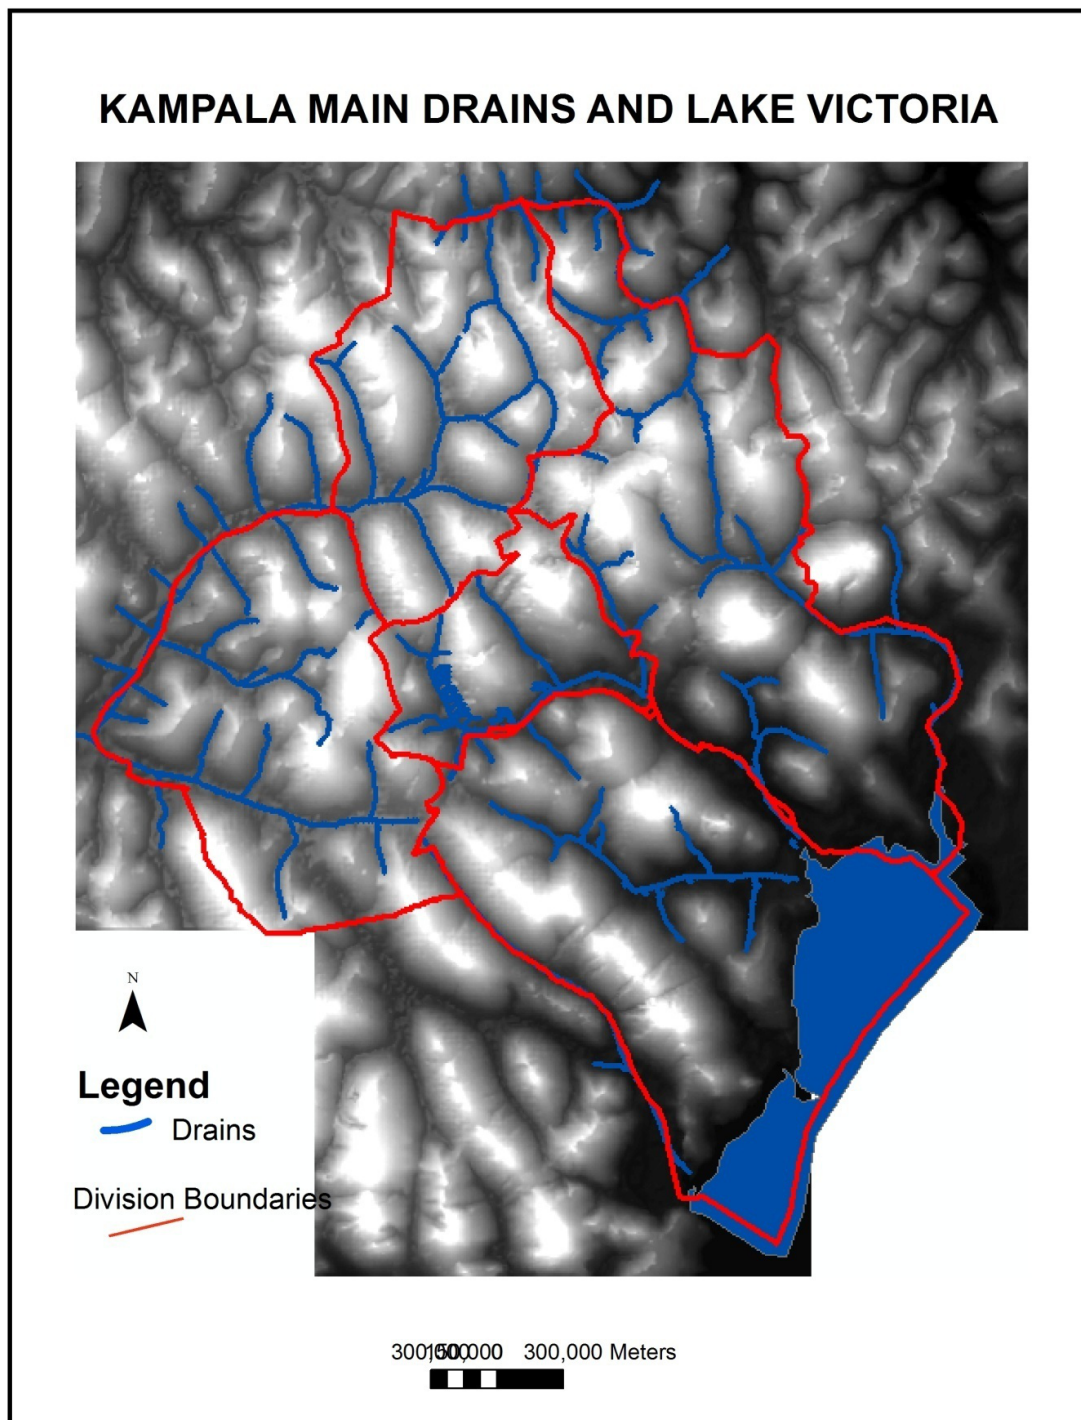 KAMPALA MAIN DRAINS AND LAKE VICTORIA
N
Legend
Drains
Division Boundaries
300,000 Meters